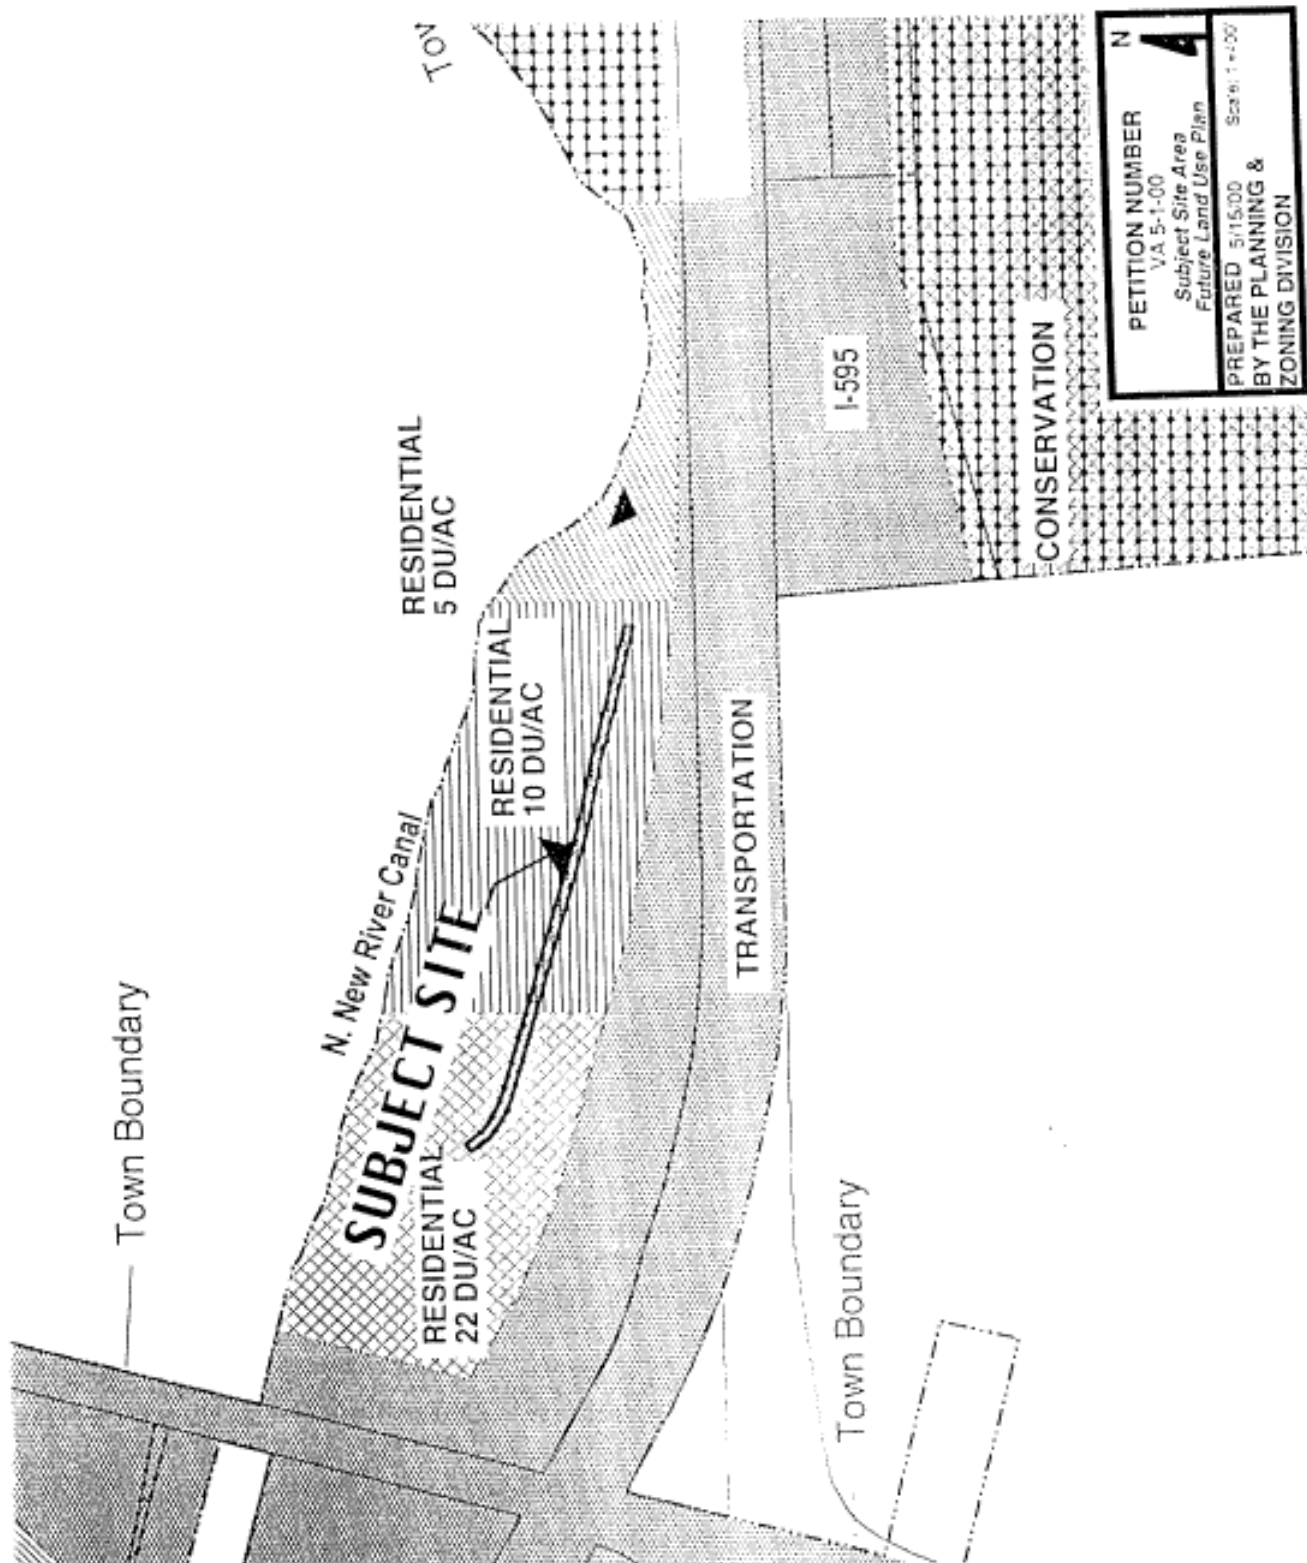 Town Boundary
N. New River Canal
SUBJECT SITE
RESIDENTIAL
22 DU/AC
RESIDENTIAL
10 DU/AC
RESIDENTIAL
5 DU/AC
TRANSPORTATION
I-595
CONSERVATION
Town Boundary
PETITION NUMBER
VA 5-1-00
Subject Site Area
Future Land Use Plan
N
PREPARED 5/15/00
BY THE PLANNING &
ZONING DIVISION